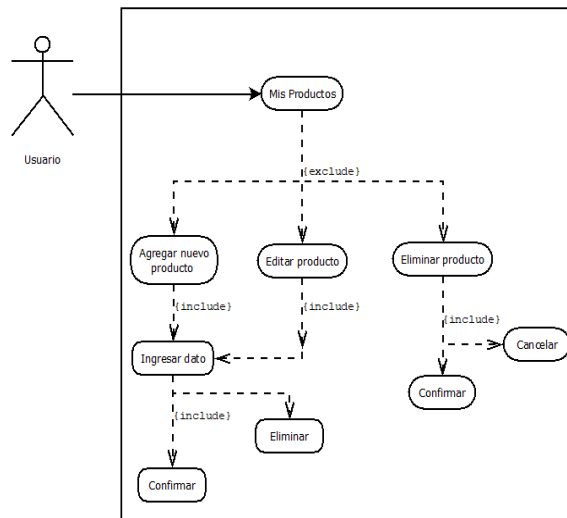 Mis Productos
Usuario
{exclude}
Agregar nuevo
producto
Editar producto
Eliminar producto
{include}
{include}
{include}
Ingresar dato
Cancelar
Confirmar
{include}
Eliminar
Confirmar